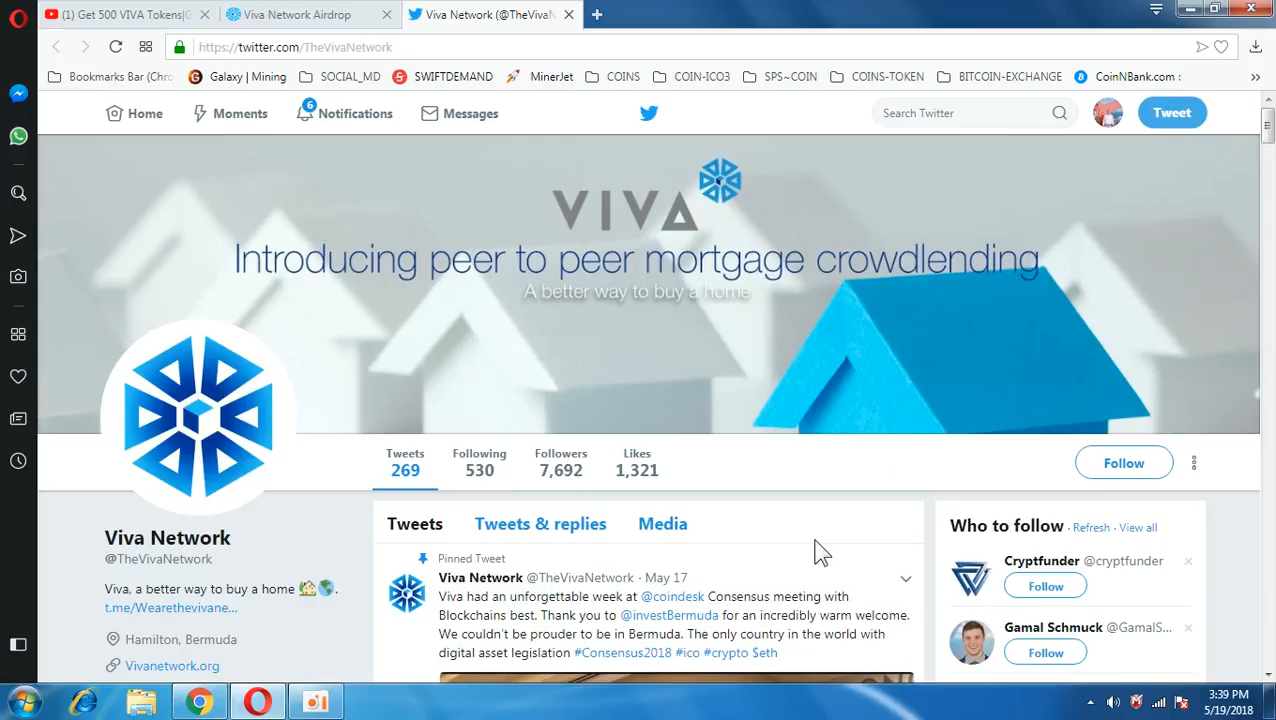 (1) Get 500 VIVA Tokens|G
Viva Network Airdrop
Viva Network (@TheVivaN
https://twitter.com/TheVivaNetwork
Bookmarks Bar (Chro
Galaxy | Mining
SOCIAL_MD
SWIFTDEMAND
MinerJet
COINS
COIN-ICO3
SPS~COIN
COINS-TOKEN
BITCOIN-EXCHANGE
CoinNBank.com :
Home
Moments
6
Notifications
Messages
Search Twitter
Tweet
VIVA
Introducing peer to peer mortgage crowdlending
A better way to buy a home
Tweets
269
Following
530
Followers
7,692
Likes
1,321
Follow
Viva Network
@TheVivaNetwork
Viva, a better way to buy a home
t.me/Wearethevivane...
Hamilton, Bermuda
Vivanetwork.org
Tweets
Tweets & replies
Media
Pinned Tweet
Viva Network @TheVivaNetwork · May 17
Viva had an unforgettable week at @coindesk Consensus meeting with
Blockchains best. Thank you to @investBermuda for an incredibly warm welcome.
We couldn't be prouder to be in Bermuda. The only country in the world with
digital asset legislation #Consensus2018 #ico #crypto $eth
Who to follow · Refresh · View all
Cryptfunder @cryptfunder
Follow
Gamal Schmuck @GamalS...
Follow
3:39 PM
5/19/2018